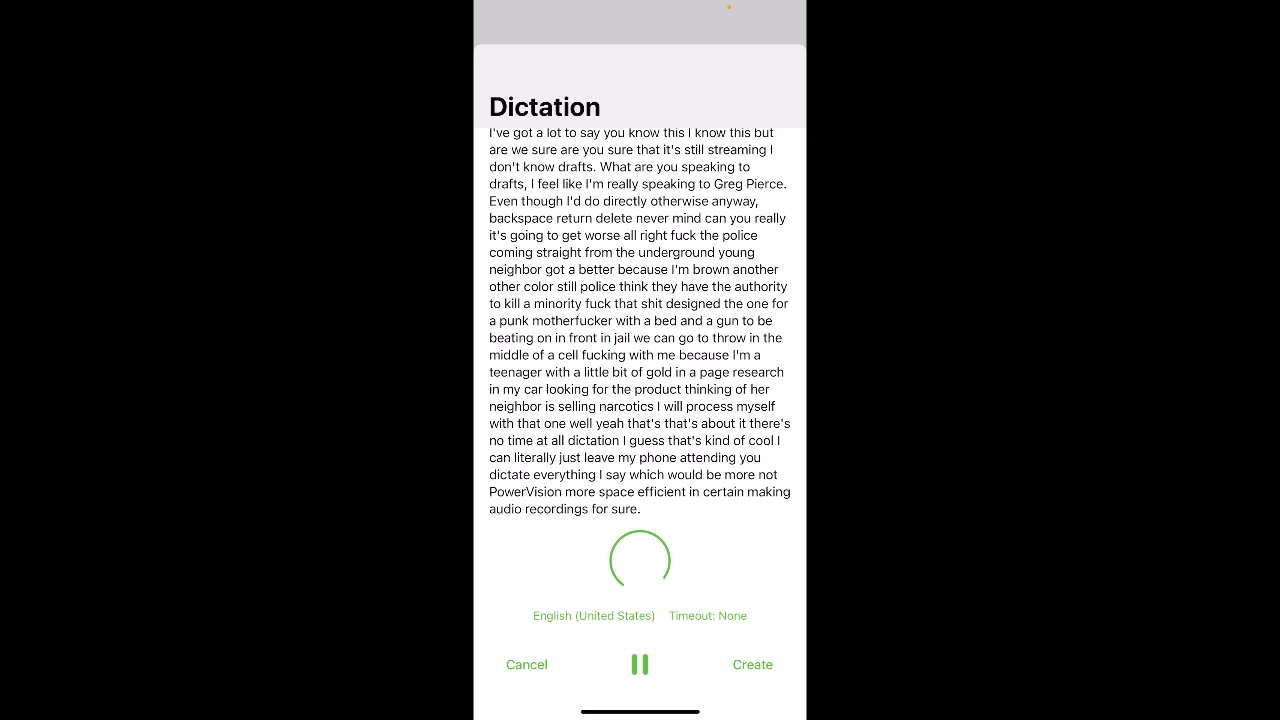 Dictation
I've got a lot to say you know this I know this but
are we sure are you sure that it's still streaming I
don't know drafts. What are you speaking to
drafts, I feel like I'm really speaking to Greg Pierce.
Even though I'd do directly otherwise anyway,
backspace return delete never mind can you really
it's going to get worse all right fuck the police
coming straight from the underground young
neighbor got a better because I'm brown another
other color still police think they have the authority
to kill a minority fuck that shit designed the one for
a punk motherfucker with a bed and a gun to be
beating on in front in jail we can go to throw in the
middle of a cell fucking with me because I'm a
teenager with a little bit of gold in a page research
in my car looking for the product thinking of her
neighbor is selling narcotics I will process myself
with that one well yeah that's that's about it there's
no time at all dictation I guess that's kind of cool I
can literally just leave my phone attending you
dictate everything I say which would be more not
PowerVision more space efficient in certain making
audio recordings for sure.
English (United States) Timeout: None
Cancel Create